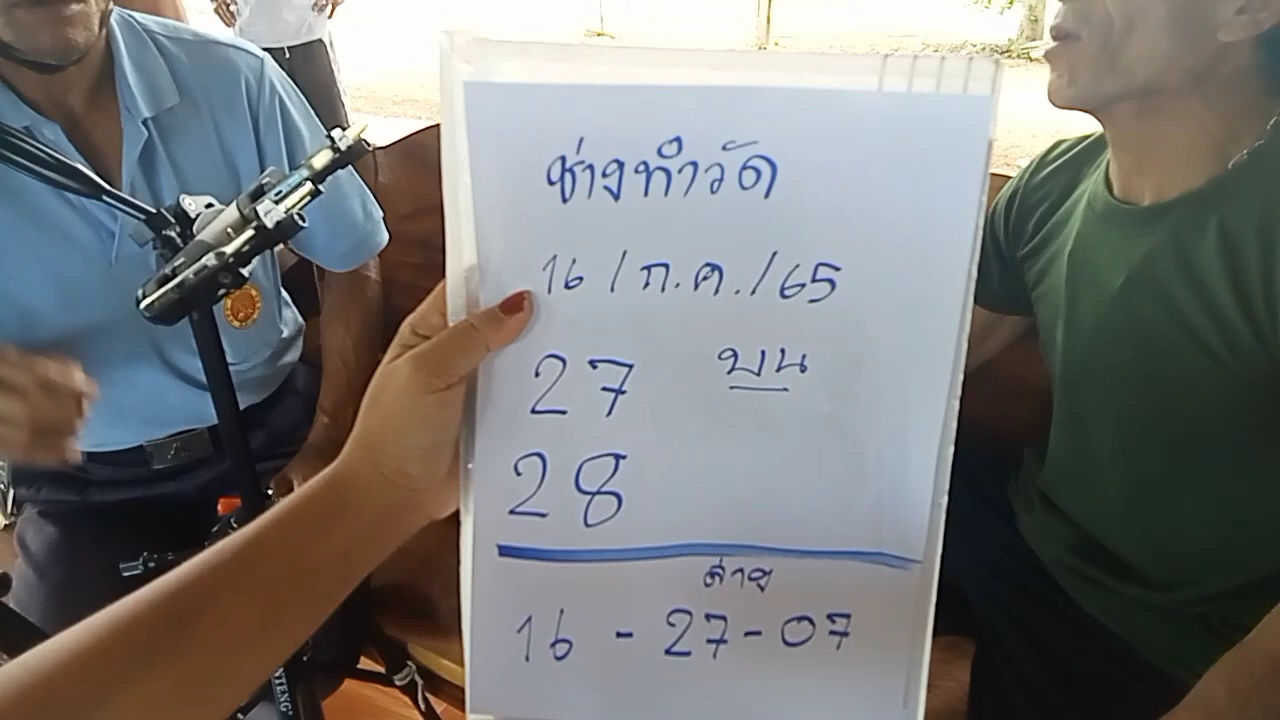 ช่างทำวัด
16 / ก.ค. / 65
27 บน
28
ล่าง
16 - 27 - 07
NTENG